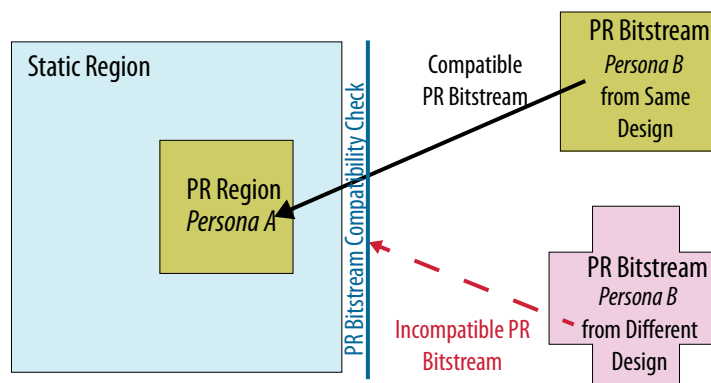 Static Region
PR Region
Persona A
PR Bitstream Compatibility Check
Compatible
PR Bitstream
PR Bitstream
Persona B
from Same
Design
Incompatible PR
Bitstream
PR Bitstream
Persona B
from Different
Design